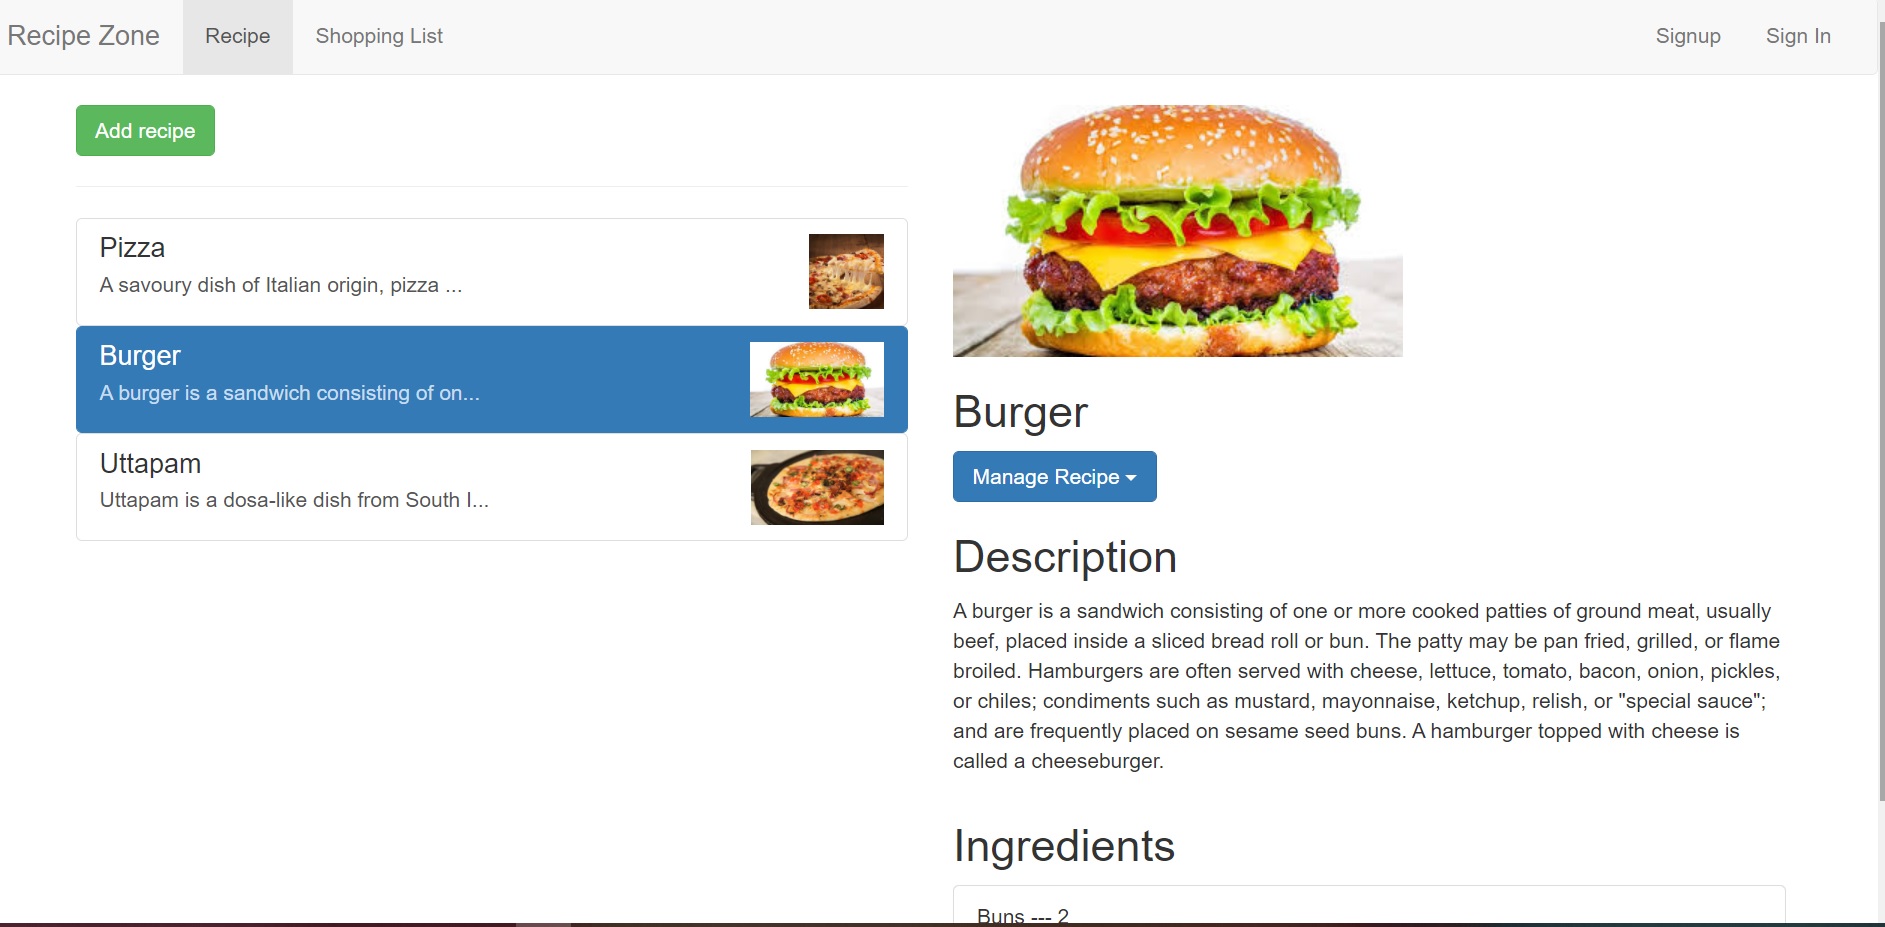 Recipe Zone
Recipe
Shopping List
Signup
Sign In
Add recipe
Pizza
A savoury dish of Italian origin, pizza ...
Burger
A burger is a sandwich consisting of on...
Uttapam
Uttapam is a dosa-like dish from South I...
Burger
Manage Recipe
Description
A burger is a sandwich consisting of one or more cooked patties of ground meat, usually
beef, placed inside a sliced bread roll or bun. The patty may be pan fried, grilled, or flame
broiled. Hamburgers are often served with cheese, lettuce, tomato, bacon, onion, pickles,
or chiles; condiments such as mustard, mayonnaise, ketchup, relish, or "special sauce";
and are frequently placed on sesame seed buns. A hamburger topped with cheese is
called a cheeseburger.
Ingredients
Buns --- 2